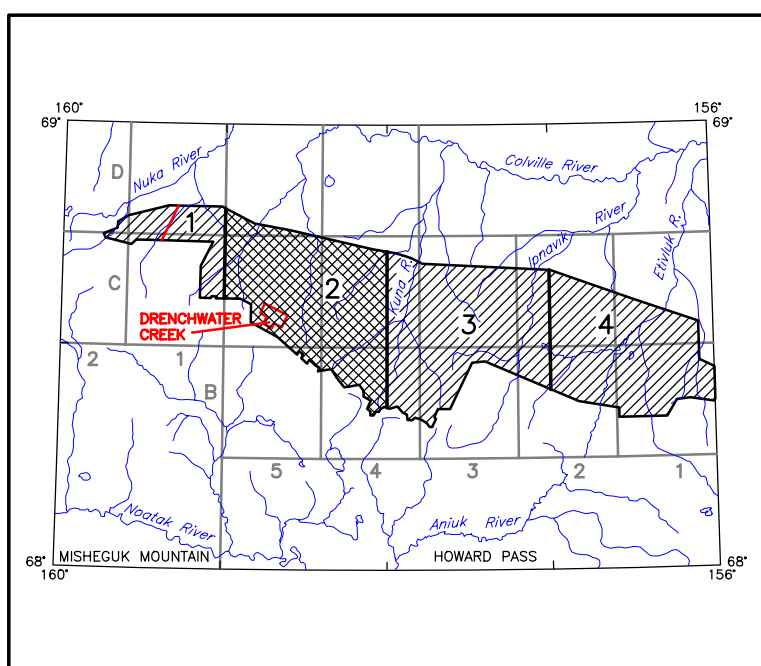 160°
156°
69°
69°
D
Nuka River
Colville River
1
Ipnavik River
Etivluk R.
C
Kuna R.
2
3
4
DRENCHWATER
CREEK
2
1
B
5
4
3
2
1
Noatak River
Aniuk River
68°
MISHEGUK MOUNTAIN
HOWARD PASS
68°
160°
156°